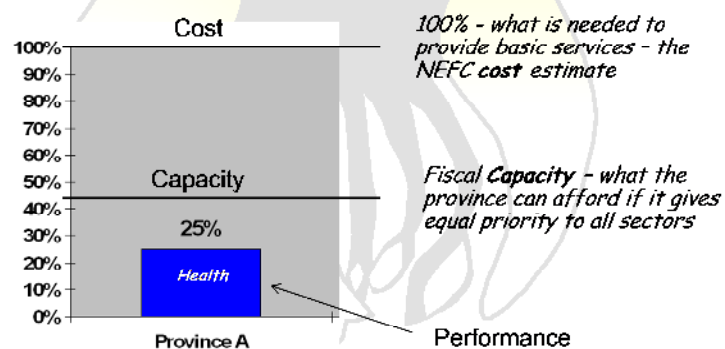 Cost
100% - what is needed to
provide basic services - the
NEFC cost estimate
100%
90%
80%
70%
60%
50%
40%
30%
20%
10%
0%
Capacity
Fiscal Capacity - what the
province can afford if it gives
equal priority to all sectors
25%
Health
Performance
Province A